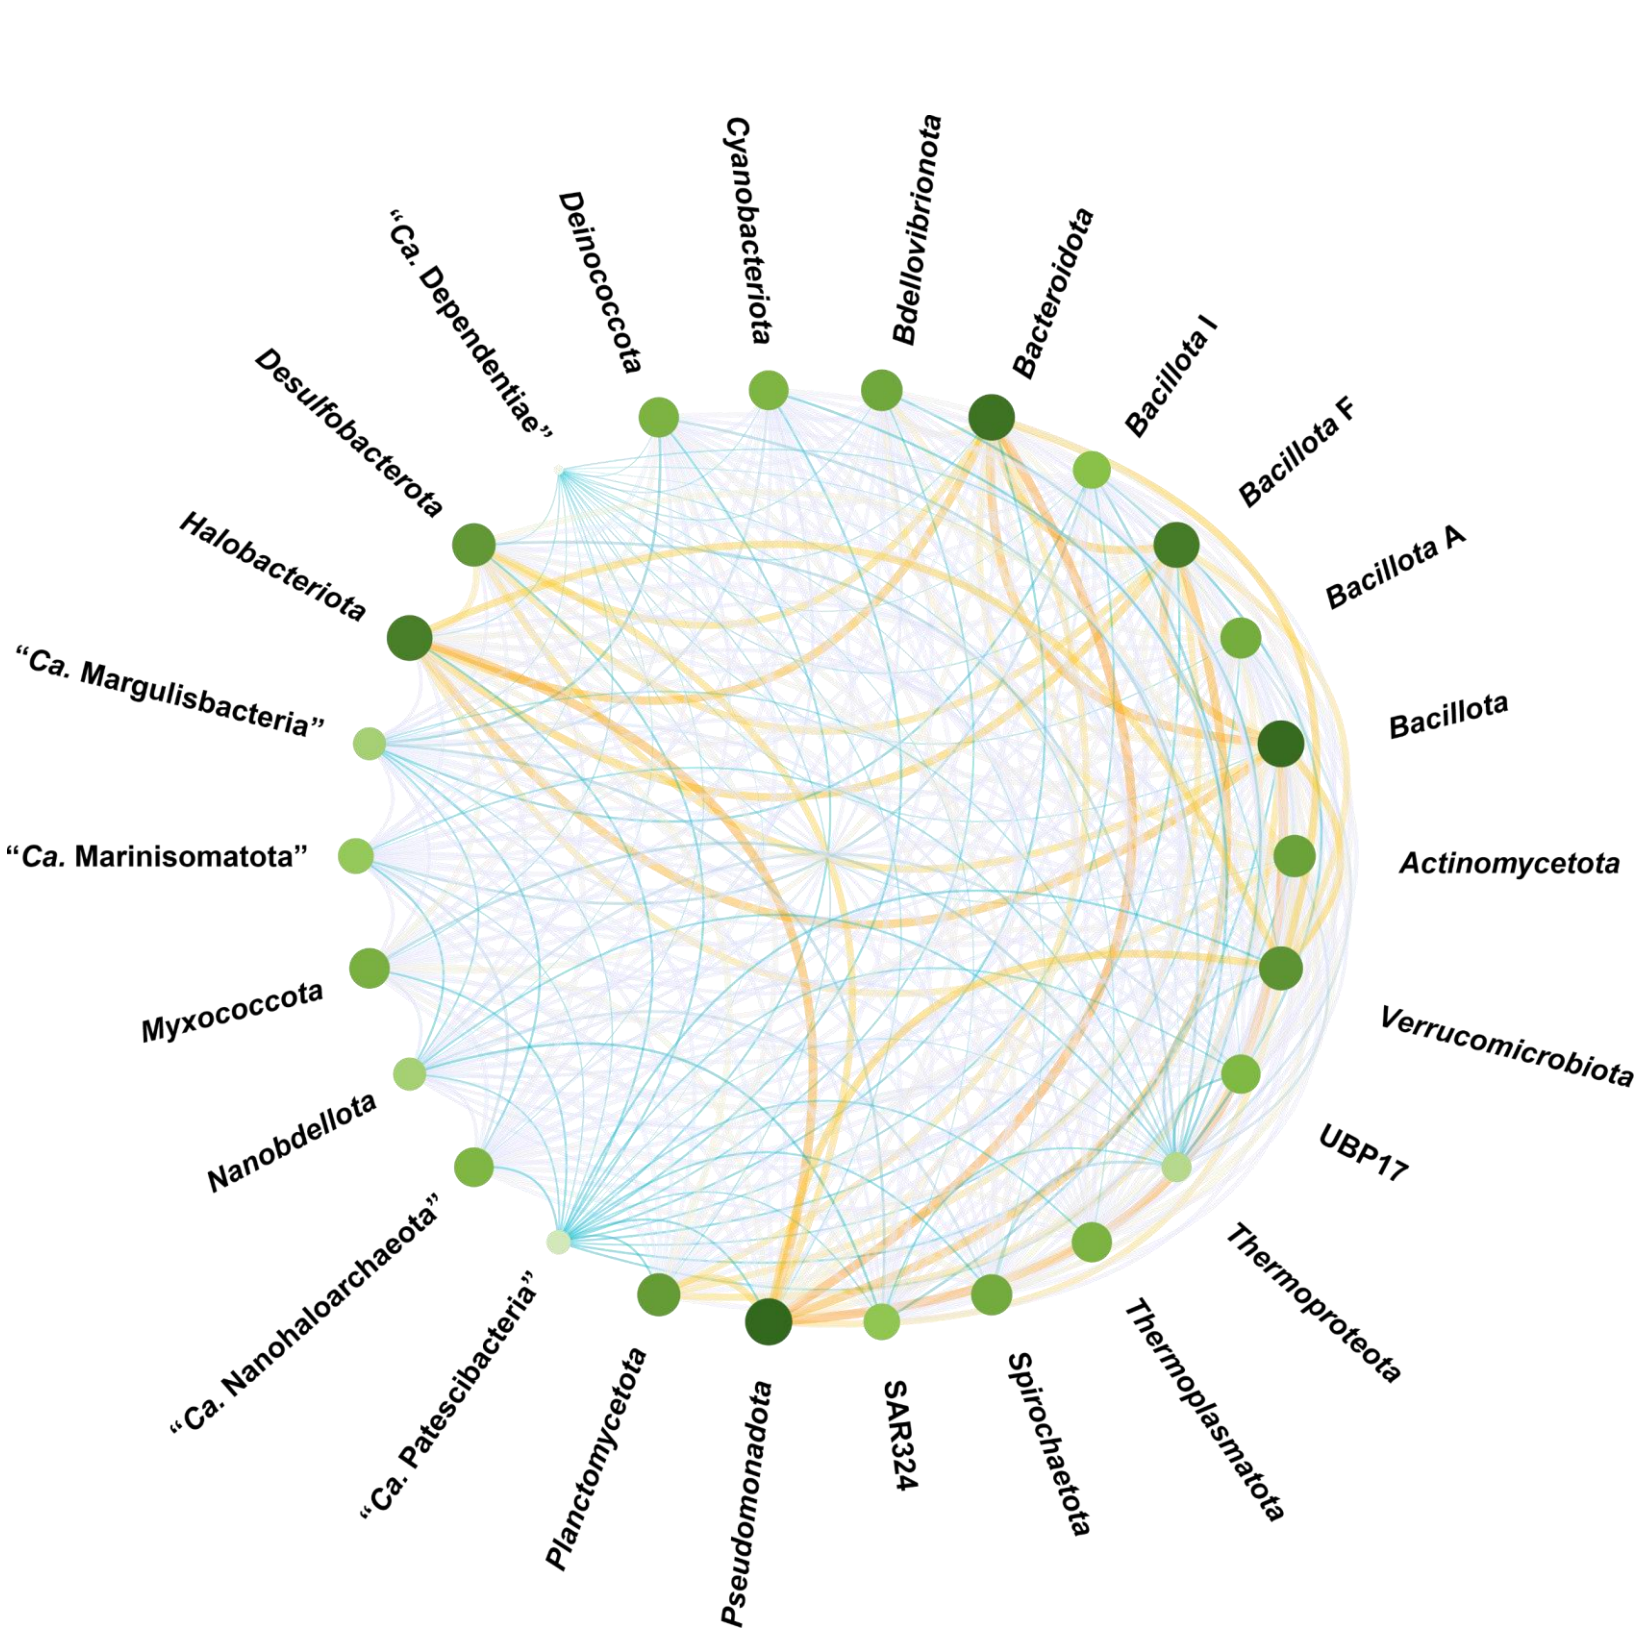 Cyanobacteriota
Bdellovibrionota
Bacteroidota
Bacillota I
Bacillota F
Bacillota A
Bacillota
Actinomycetota
Verrucomicrobiota
UBP17
Thermoproteota
Thermoplasmatota
Spirochaetota
SAR324
Pseudomonadota
Planctomycetota
“Ca. Patescibacteria”
“Ca. Nanohaloarchaeota”
Nanobdellota
Myxococcota
“Ca. Marinisomatota”
“Ca. Margulisbacteria”
Halobacteriota
Desulfobacterota
“Ca. Dependentiae”
Deinococcota